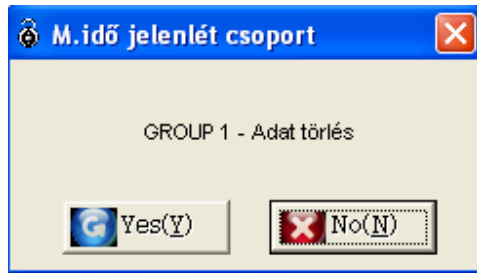 M.idő jelenlét csoport
GROUP 1 - Adat törlés
Yes(Y) No(N)